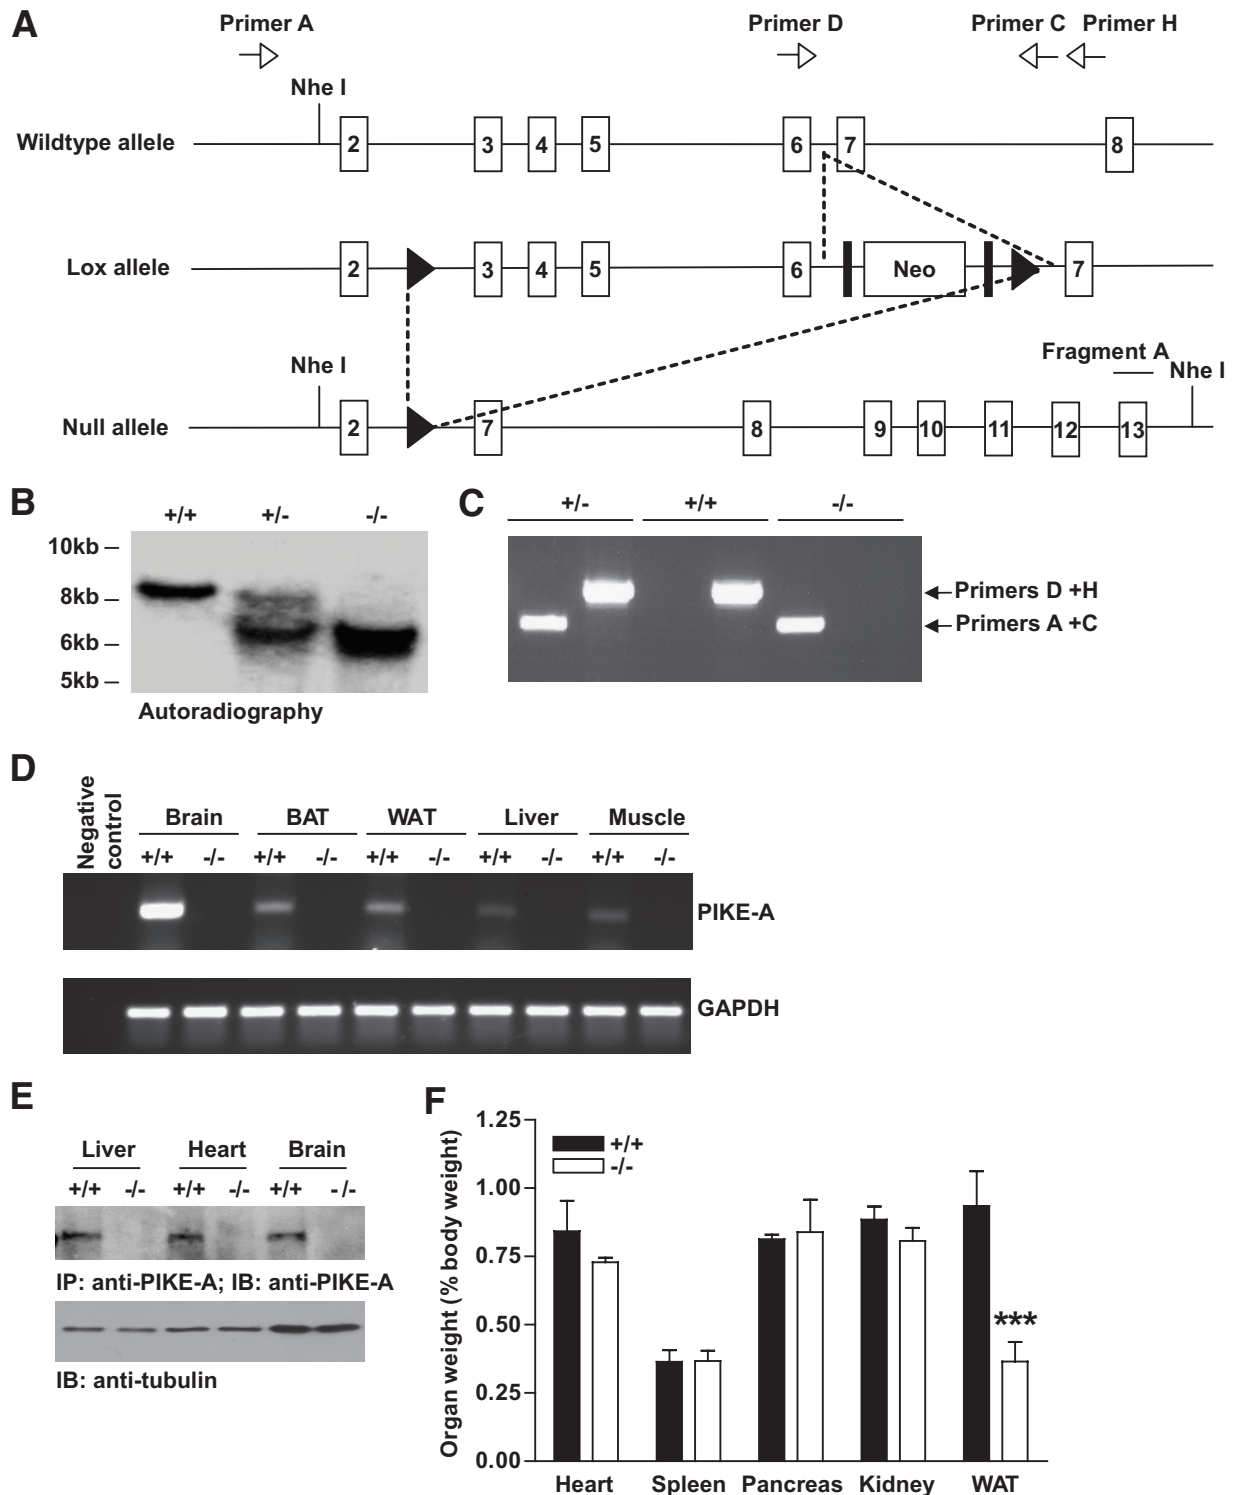 A
Primer A
Primer D
Primer C
Primer H
Nhe I
Wildtype allele
2
3
4
5
6
7
8
Lox allele
2
3
4
5
6
Neo
7
Fragment A
Nhe I
Nhe I
Null allele
2
7
8
9
10
11
12
13
B
+/+
+/-
-/-
10kb
8kb
6kb
5kb
Autoradiography
C
+/-
+/+
-/-
Primers D +H
Primers A +C
D
Negative
control
Brain
BAT
WAT
Liver
Muscle
+/+
-/-
+/+
-/-
+/+
-/-
+/+
-/-
+/+
-/-
PIKE-A
GAPDH
E
Liver
Heart
Brain
+/+
-/-
+/+
-/-
+/+
-/-
IP: anti-PIKE-A; IB: anti-PIKE-A
IB: anti-tubulin
F
Organ weight (% body weight)
1.25
1.00
0.75
0.50
0.25
0.00
+/+
-/-
***
Heart
Spleen
Pancreas
Kidney
WAT